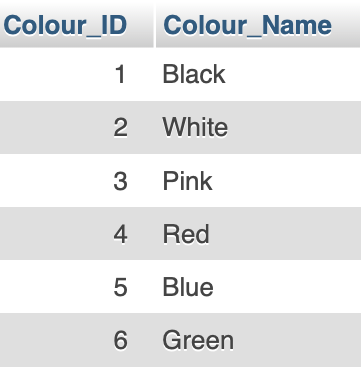 Colour_ID Colour_Name
1 Black
2 White
3 Pink
4 Red
5 Blue
6 Green